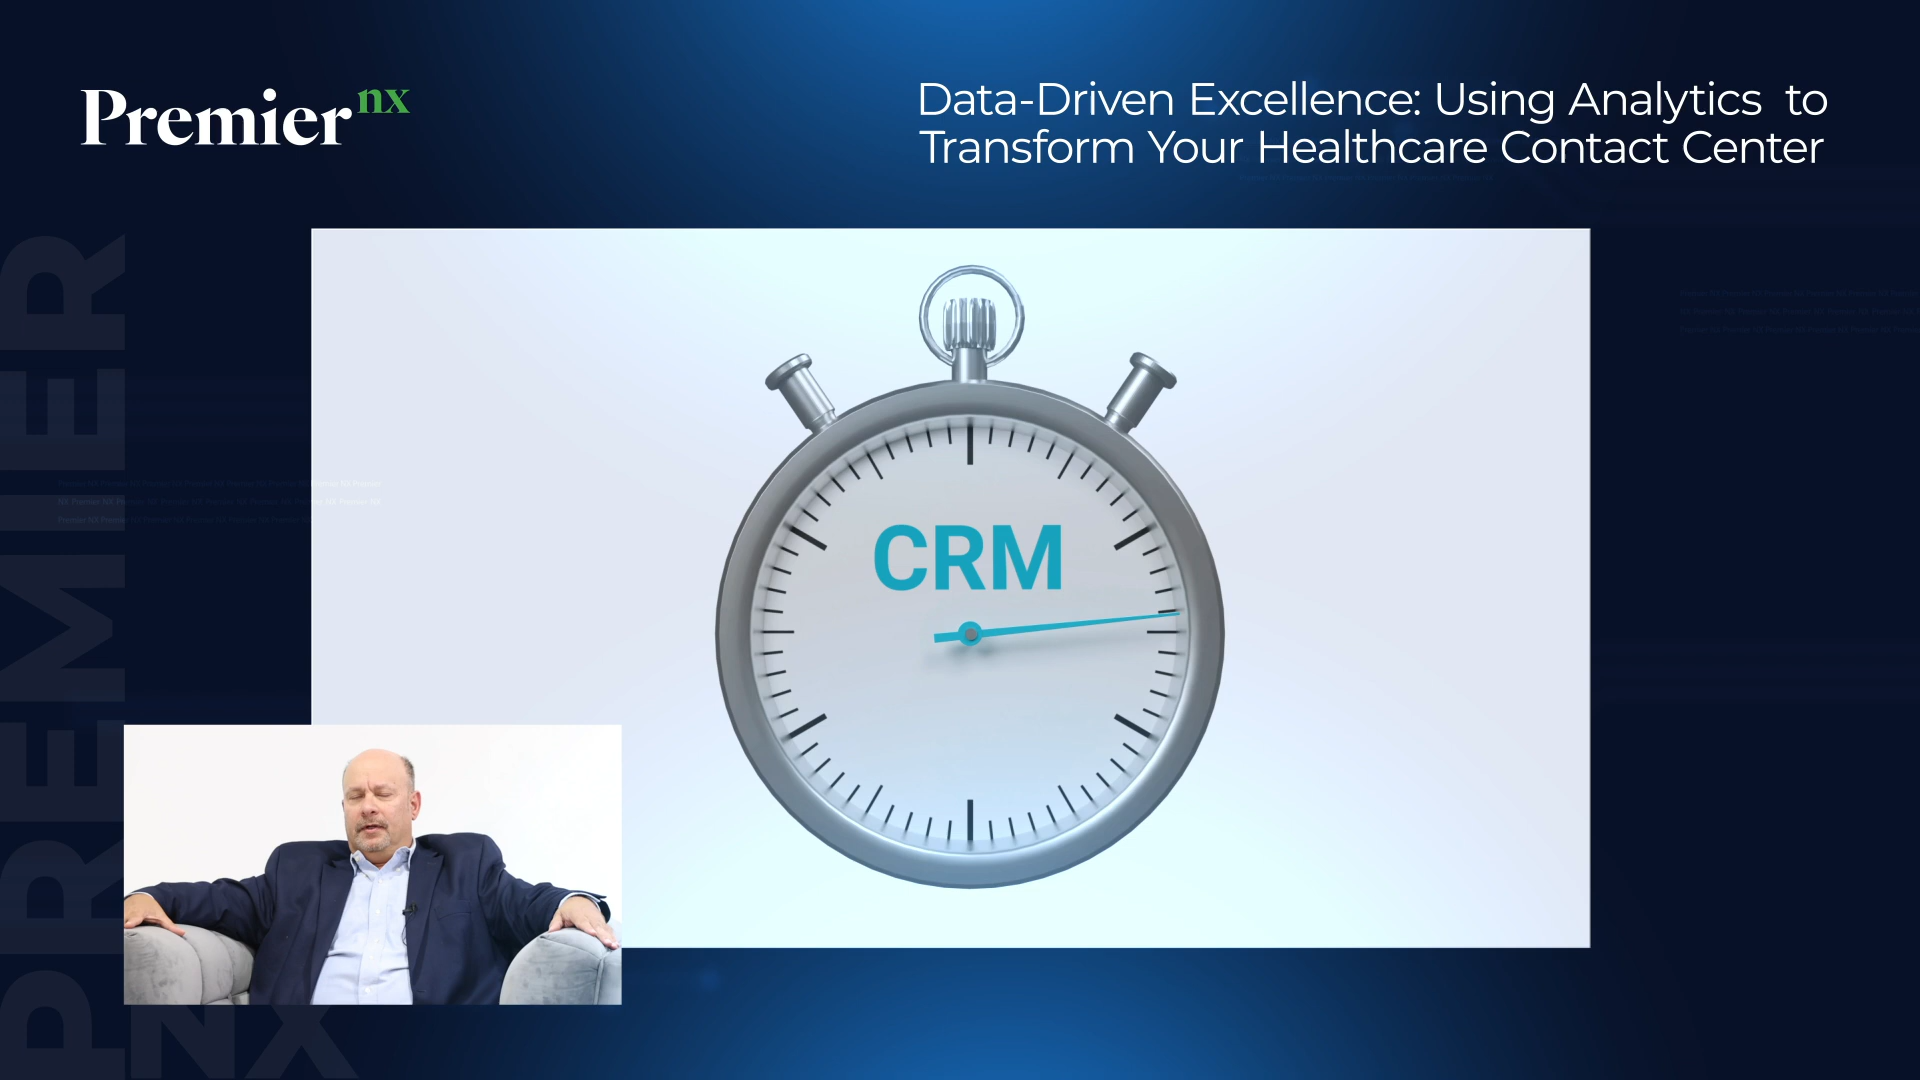 Premier nx
Data-Driven Excellence: Using Analytics to
Transform Your Healthcare Contact Center
CRM
PREMIER
NX